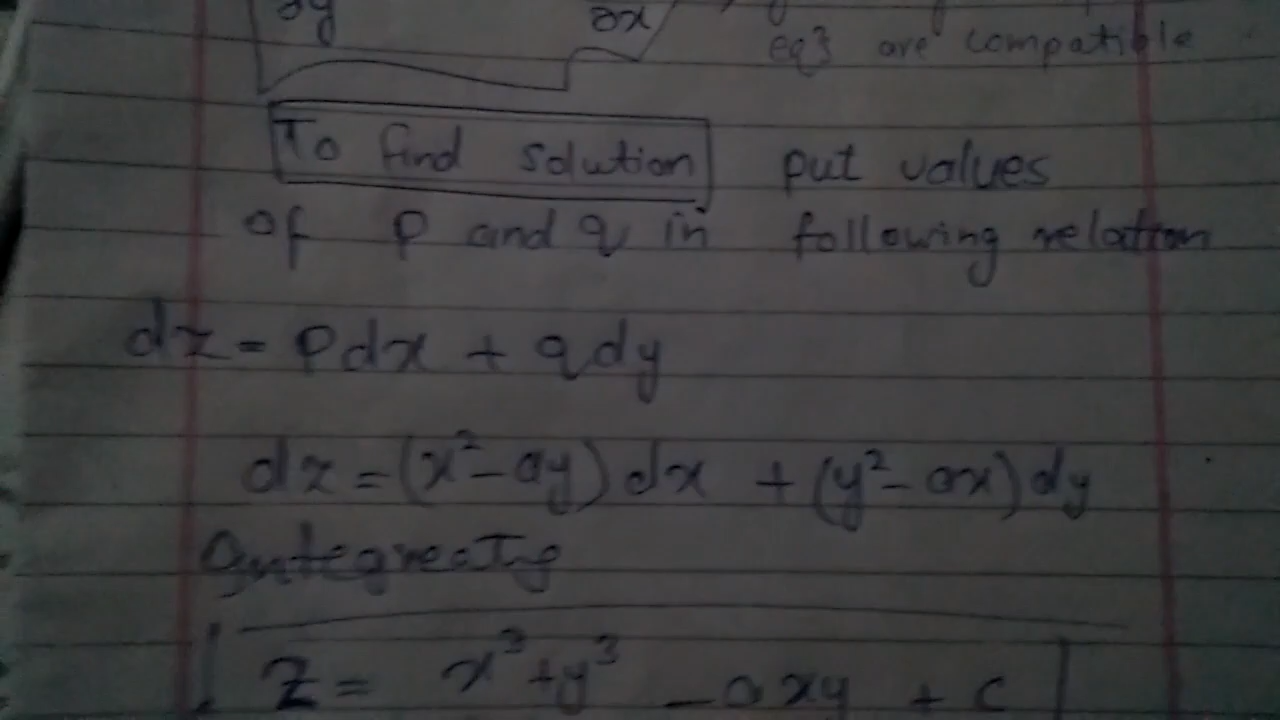 ∂y ∂x
eq3 are compatible
To find solution put values
of p and q in following relation
dz = pdx + qdy
dz = (x² - ay) dx + (y² - ax) dy
z = x³ + y³ - axy + c